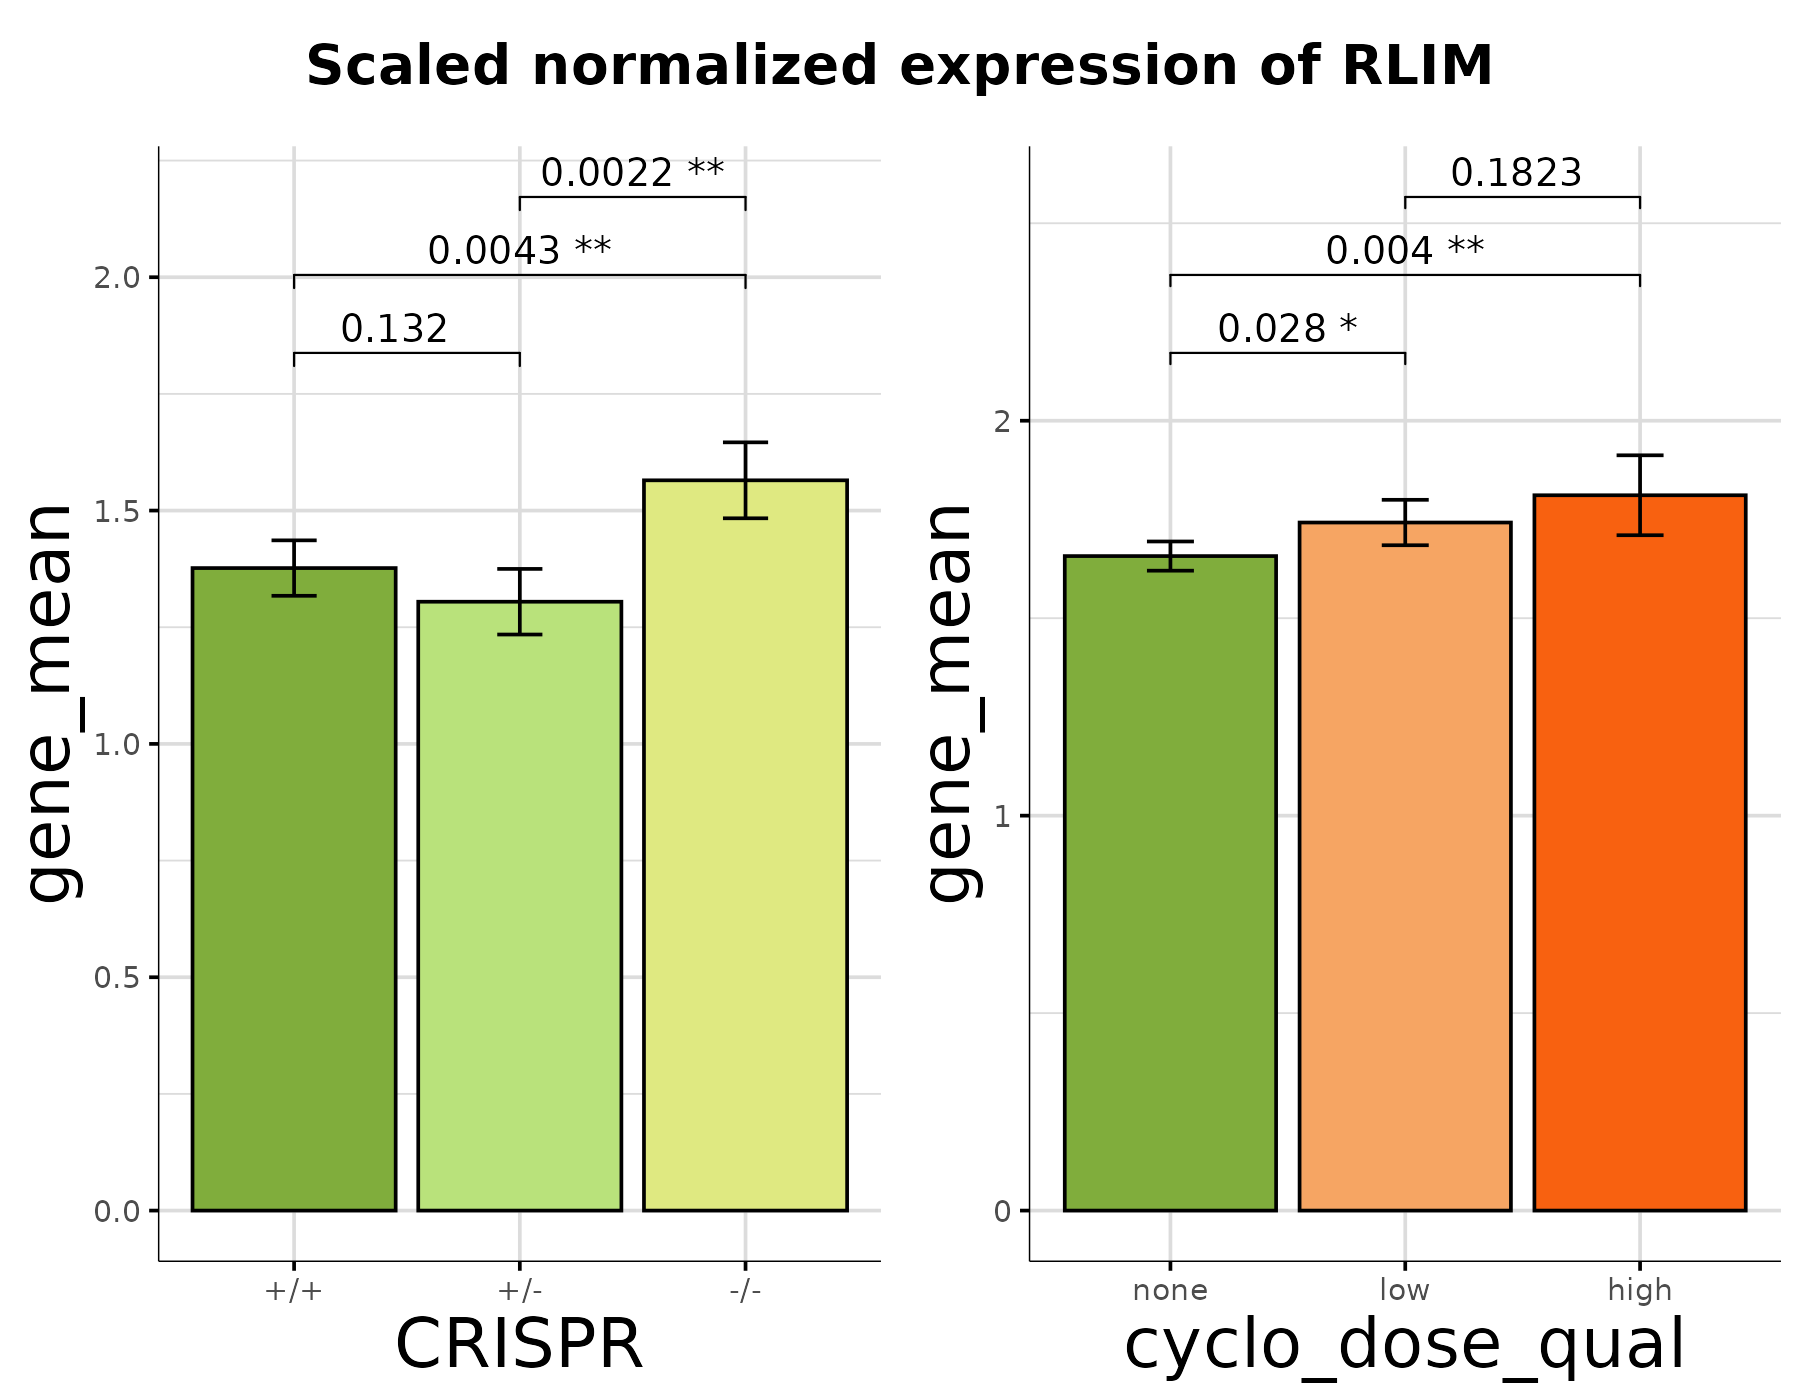 Scaled normalized expression of RLIM
gene_mean
2.0
1.5
1.0
0.5
0.0
0.0022 **
0.0043 **
0.132
+/+ +/- -/-
CRISPR
gene_mean
2
1
0
0.1823
0.004 **
0.028 *
none low high
cyclo_dose_qual